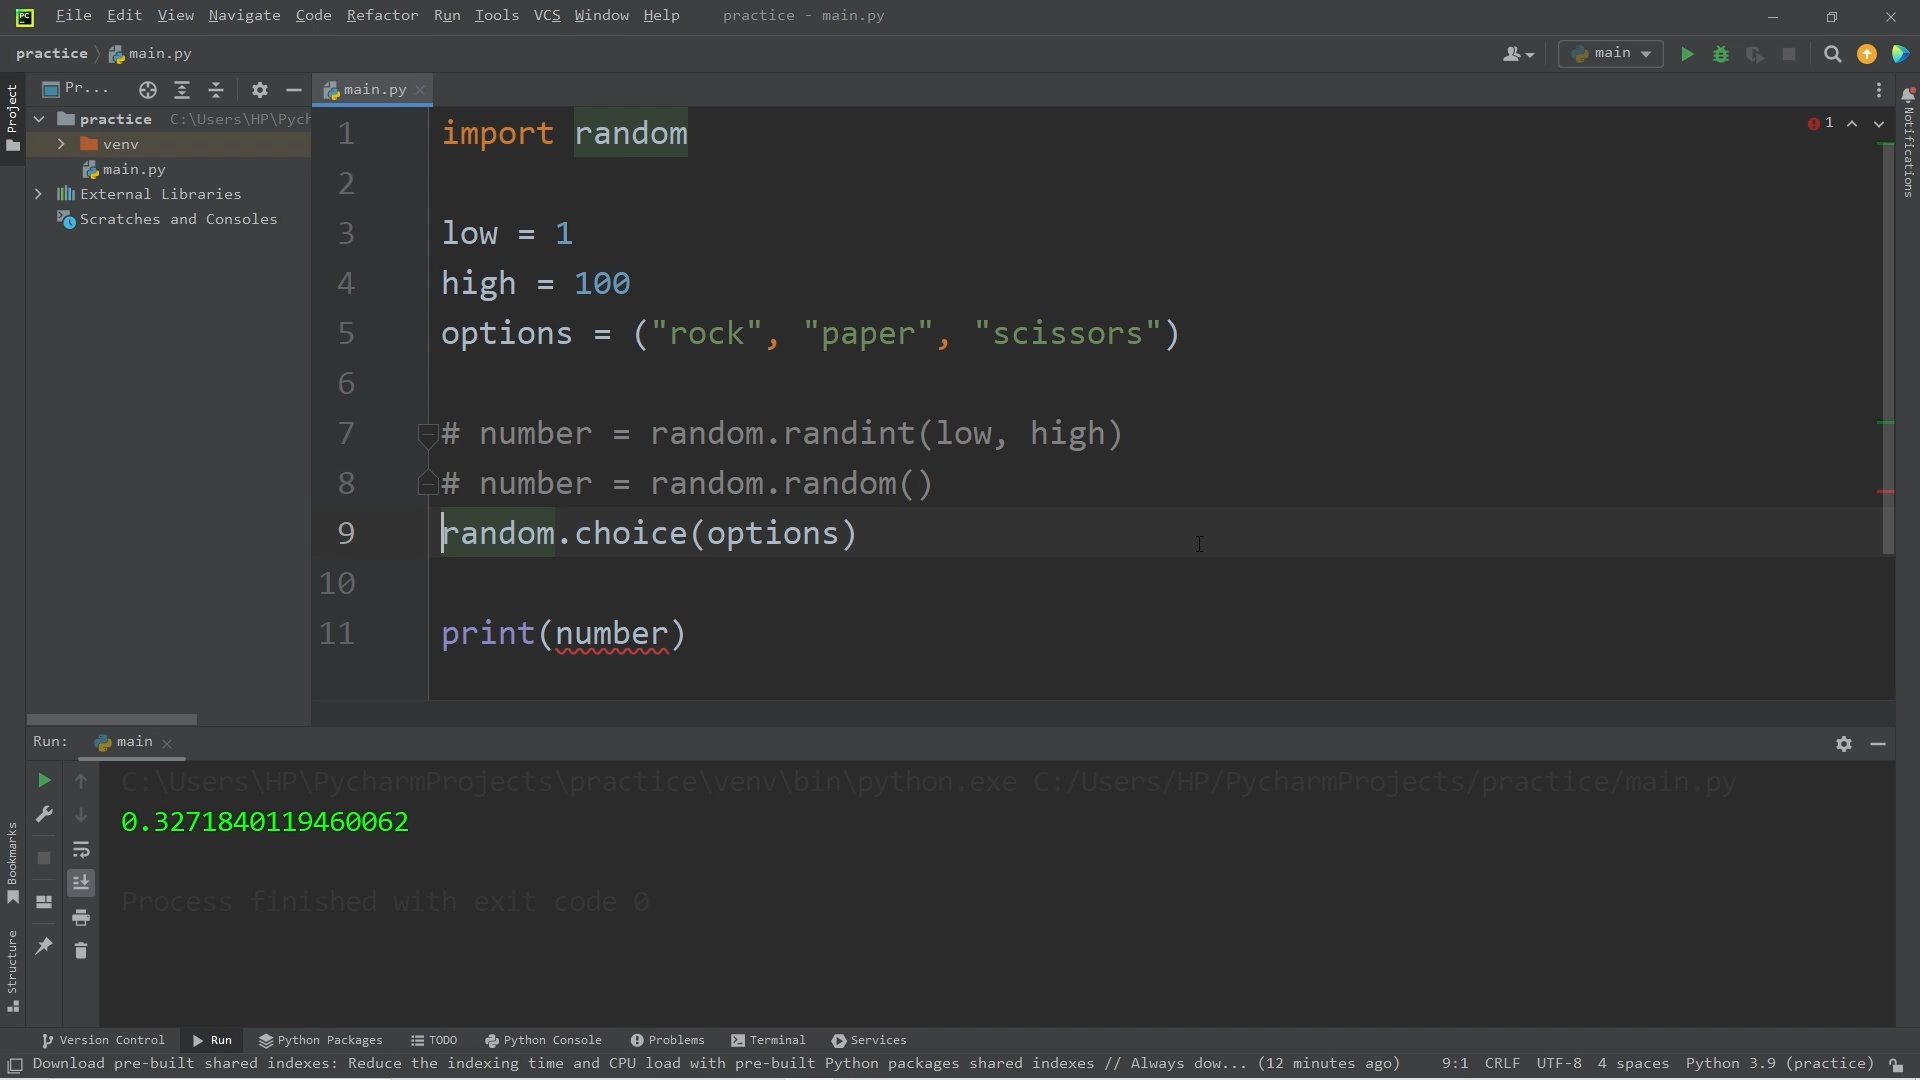 File Edit View Navigate Code Refactor Run Tools VCS Window Help practice - main.py
practice main.py main
Project
Pr...
main.py
practice C:\Users\HP\Pych
venv
main.py
External Libraries
Scratches and Consoles
1 import random
2
3 low = 1
4 high = 100
5 options = ("rock", "paper", "scissors")
6
7 # number = random.randint(low, high)
8 # number = random.random()
9 random.choice(options)
10
11 print(number)
1
Notifications
Run: main
C:\Users\HP\PycharmProjects\practice\venv\bin\python.exe C:/Users/HP/PycharmProjects/practice/main.py
0.3271840119460062
Process finished with exit code 0
Bookmarks
Structure
Version Control Run Python Packages TODO Python Console Problems Terminal Services
Download pre-built shared indexes: Reduce the indexing time and CPU load with pre-built Python packages shared indexes // Always dow... (12 minutes ago) 9:1 CRLF UTF-8 4 spaces Python 3.9 (practice)